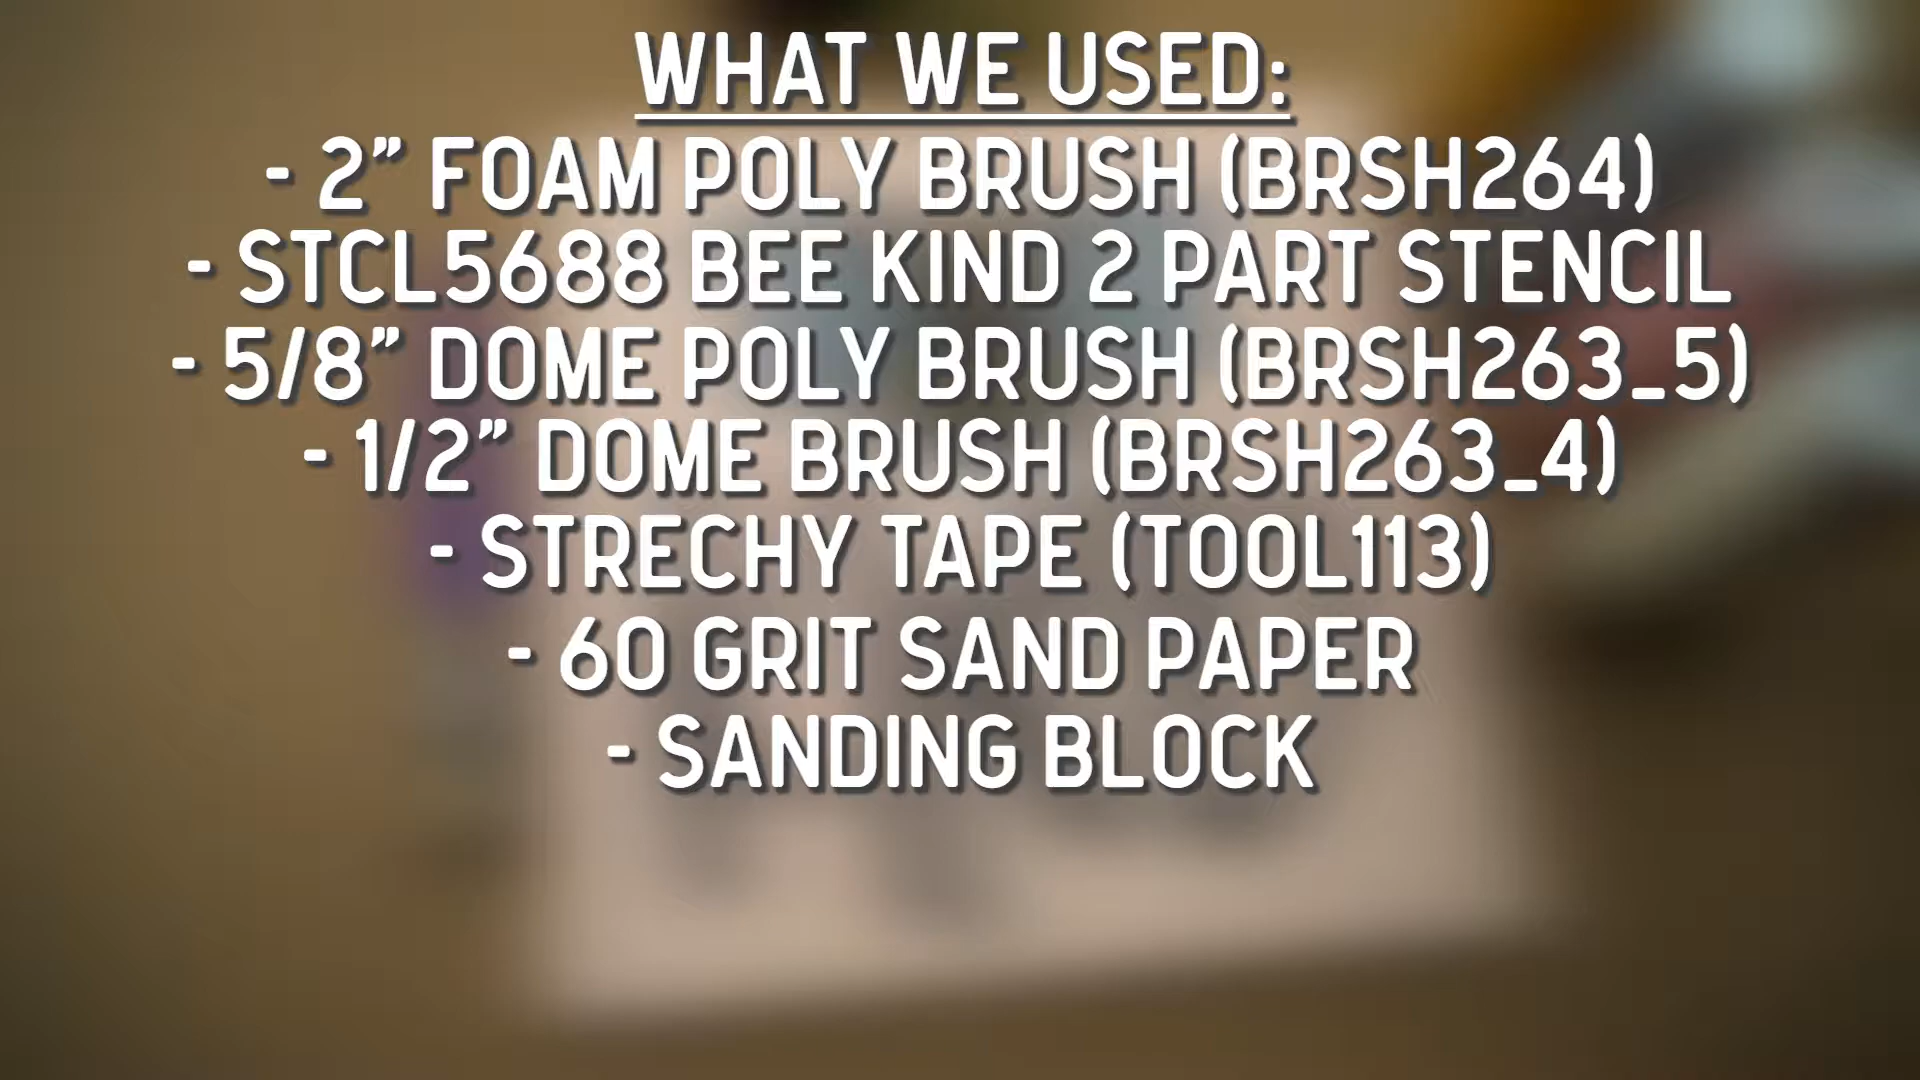 WHAT WE USED:
- 2” FOAM POLY BRUSH (BRSH264)
- STCL5688 BEE KIND 2 PART STENCIL
- 5/8” DOME POLY BRUSH (BRSH263_5)
- 1/2” DOME BRUSH (BRSH263_4)
- STRECHY TAPE (TOOL113)
- 60 GRIT SAND PAPER
- SANDING BLOCK